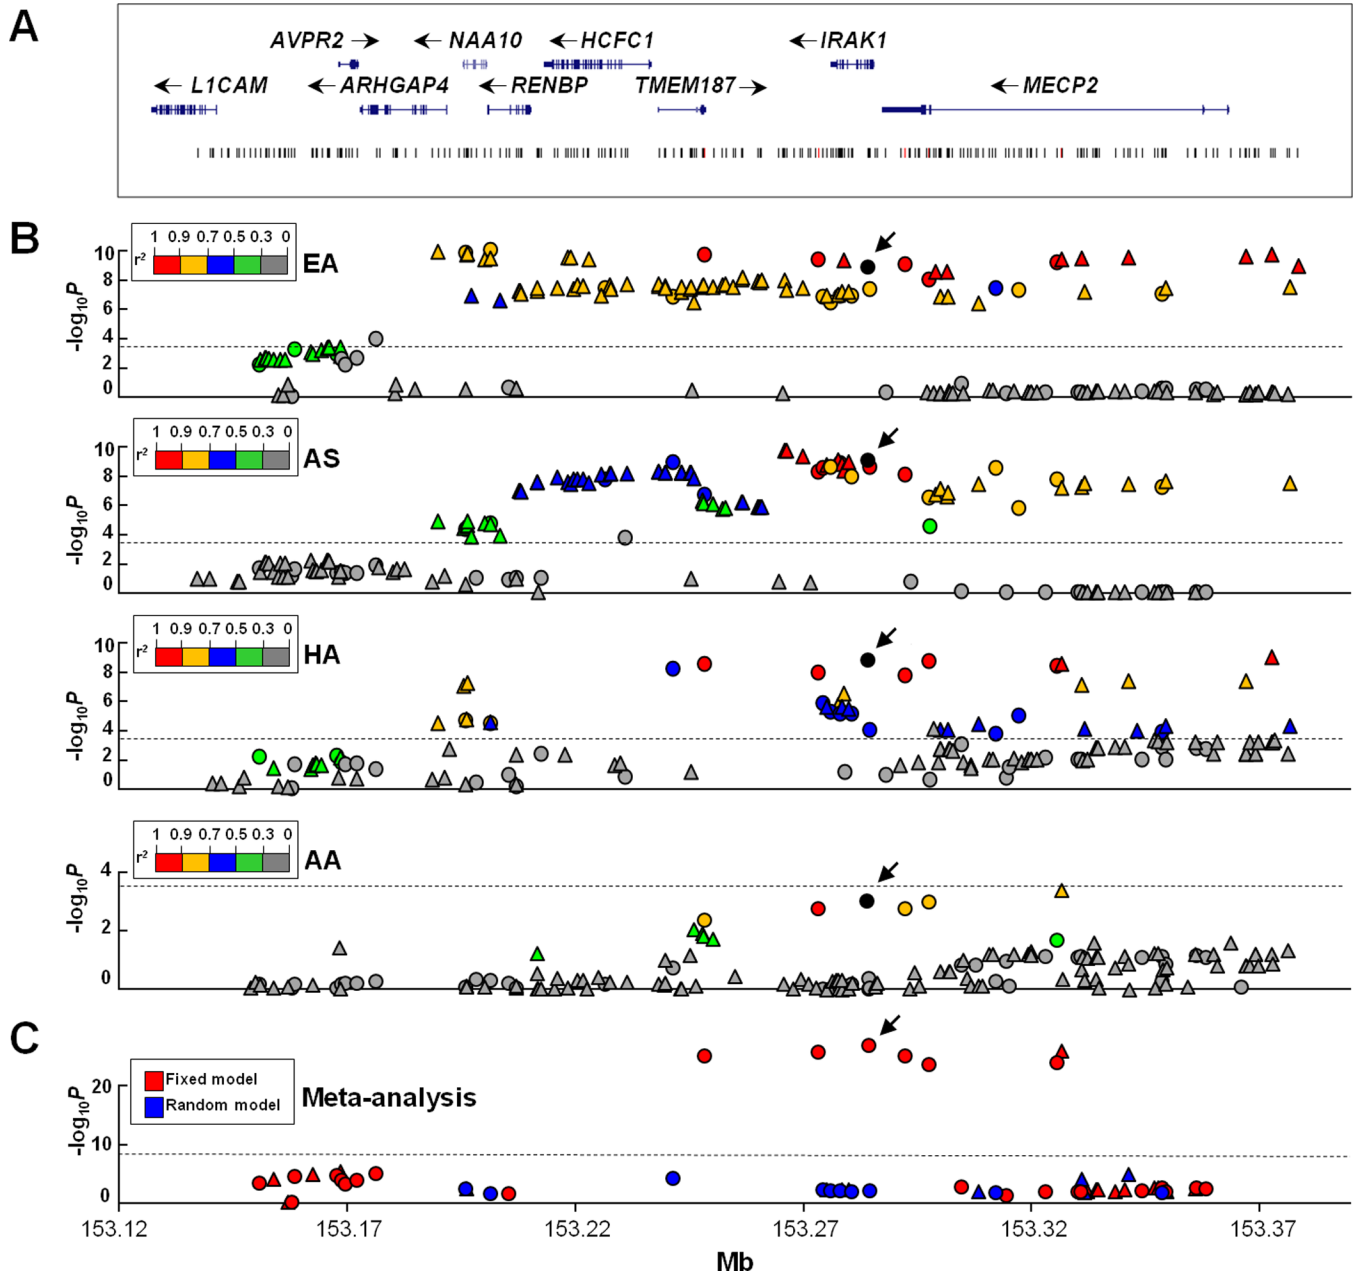 A
AVPR2 → ← NAA10 ← HCFC1 ← IRAK1
← L1CAM ← ARHGAP4 ← RENBP TMEM187 → ← MECP2
B
1 0.9 0.7 0.5 0.3 0
r²
EA
10
8
6
4
2
0
-log₁₀P
1 0.9 0.7 0.5 0.3 0
r²
AS
10
8
6
4
2
0
-log₁₀P
1 0.9 0.7 0.5 0.3 0
r²
HA
10
8
6
4
2
0
-log₁₀P
1 0.9 0.7 0.5 0.3 0
r²
AA
4
2
0
-log₁₀P
C
Fixed model
Random model
Meta-analysis
20
10
0
-log₁₀P
153.12 153.17 153.22 153.27 153.32 153.37
Mb